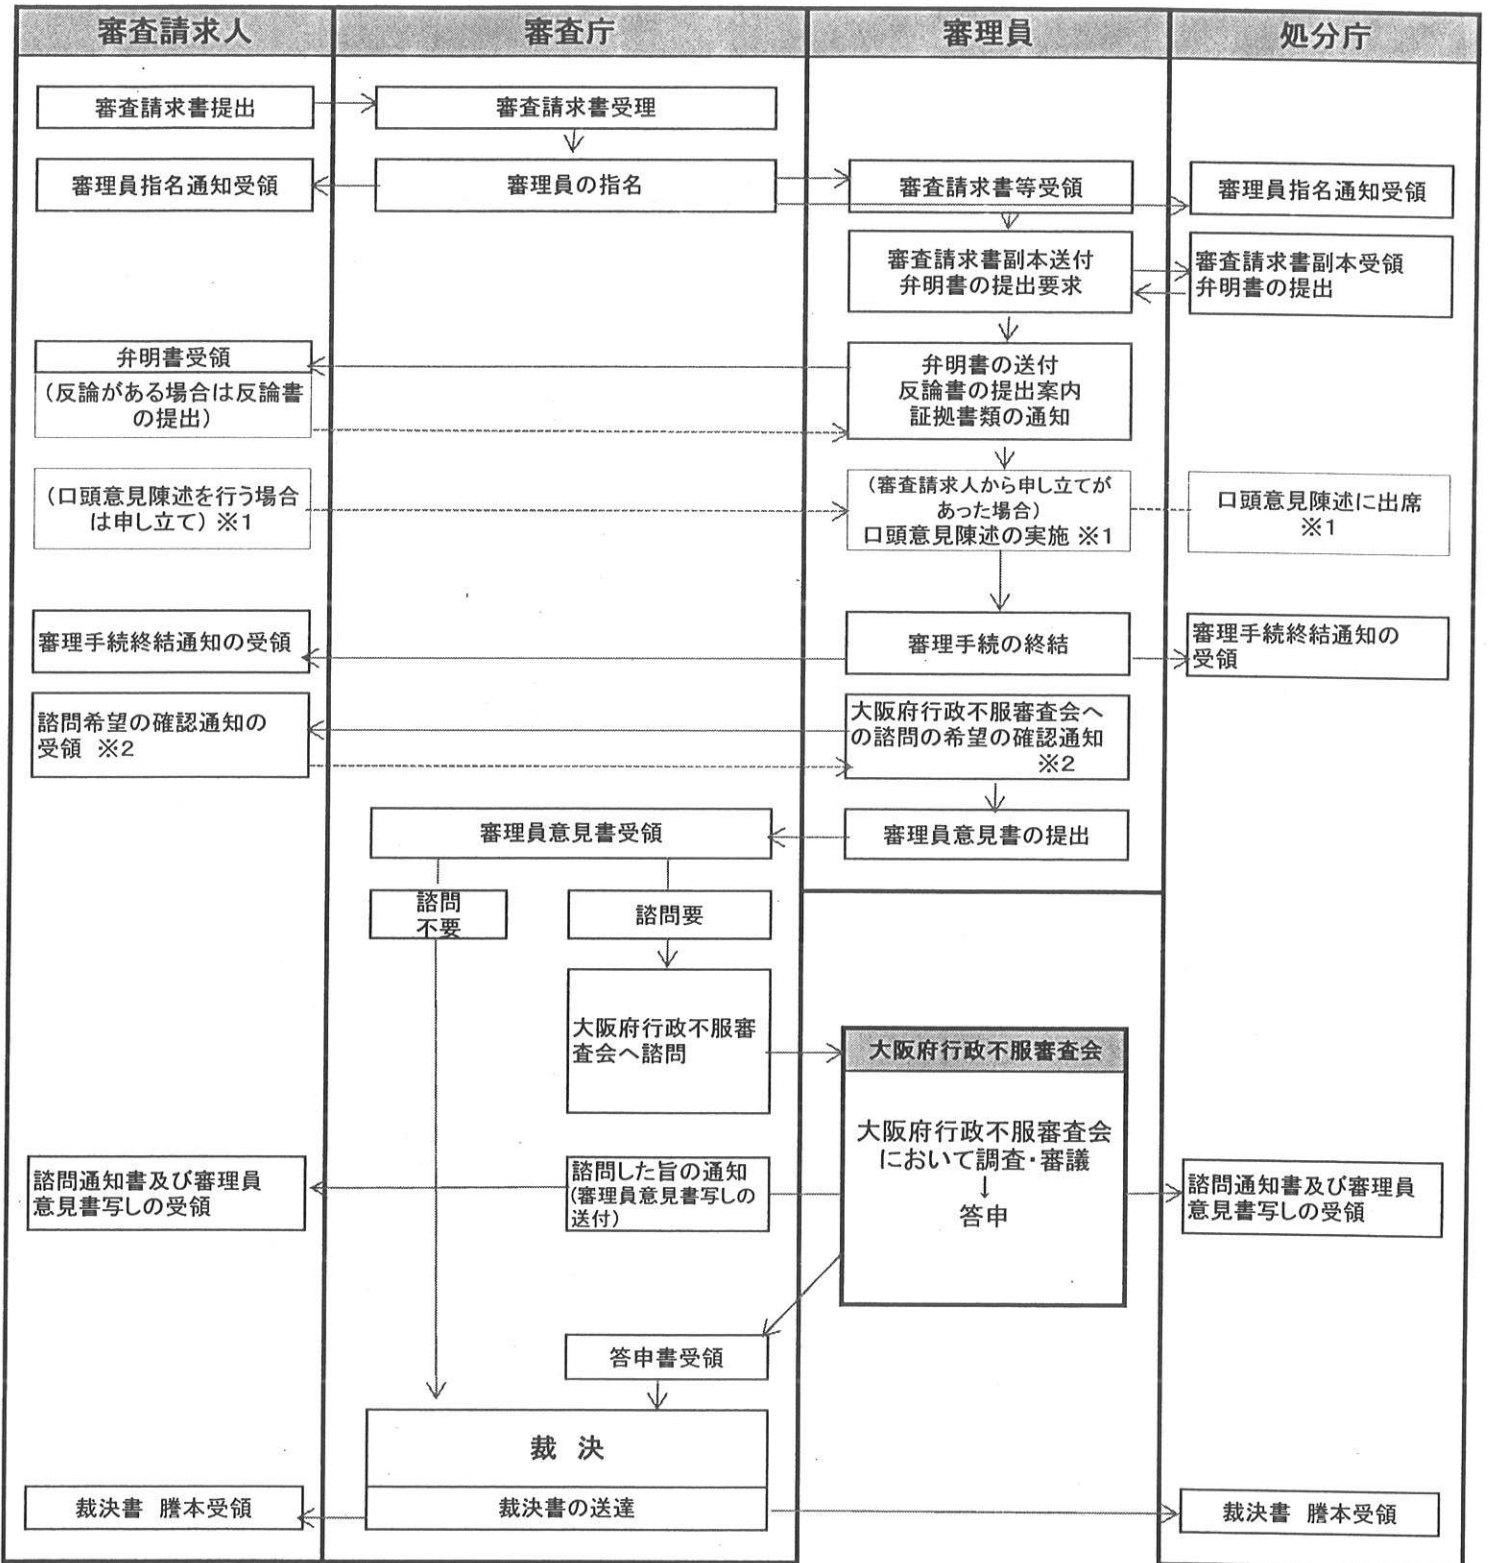 審査請求人
審査庁
審理員
処分庁
審査請求書提出
審査請求書受理
審理員指名通知受領
審理員の指名
審査請求書等受領
審理員指名通知受領
審査請求書副本送付
弁明書の提出要求
審査請求書副本受領
弁明書の提出
弁明書受領
(反論がある場合は反論書
の提出)
弁明書の送付
反論書の提出案内
証拠書類の通知
(口頭意見陳述を行う場合
は申し立て) ※1
(審査請求人から申し立てが
あった場合)
口頭意見陳述の実施 ※1
口頭意見陳述に出席
※1
審理手続終結通知の受領
審理手続の終結
審理手続終結通知の
受領
諮問希望の確認通知の
受領 ※2
大阪府行政不服審査会へ
の諮問の希望の確認通知
※2
審理員意見書受領
審理員意見書の提出
諮問
不要
諮問要
大阪府行政不服審
査会へ諮問
大阪府行政不服審査会
大阪府行政不服審査会
において調査・審議
↓
答申
諮問通知書及び審理員
意見書写しの受領
諮問した旨の通知
(審理員意見書写しの
送付)
諮問通知書及び審理員
意見書写しの受領
答申書受領
裁 決
裁決書 謄本受領
裁決書の送達
裁決書 謄本受領